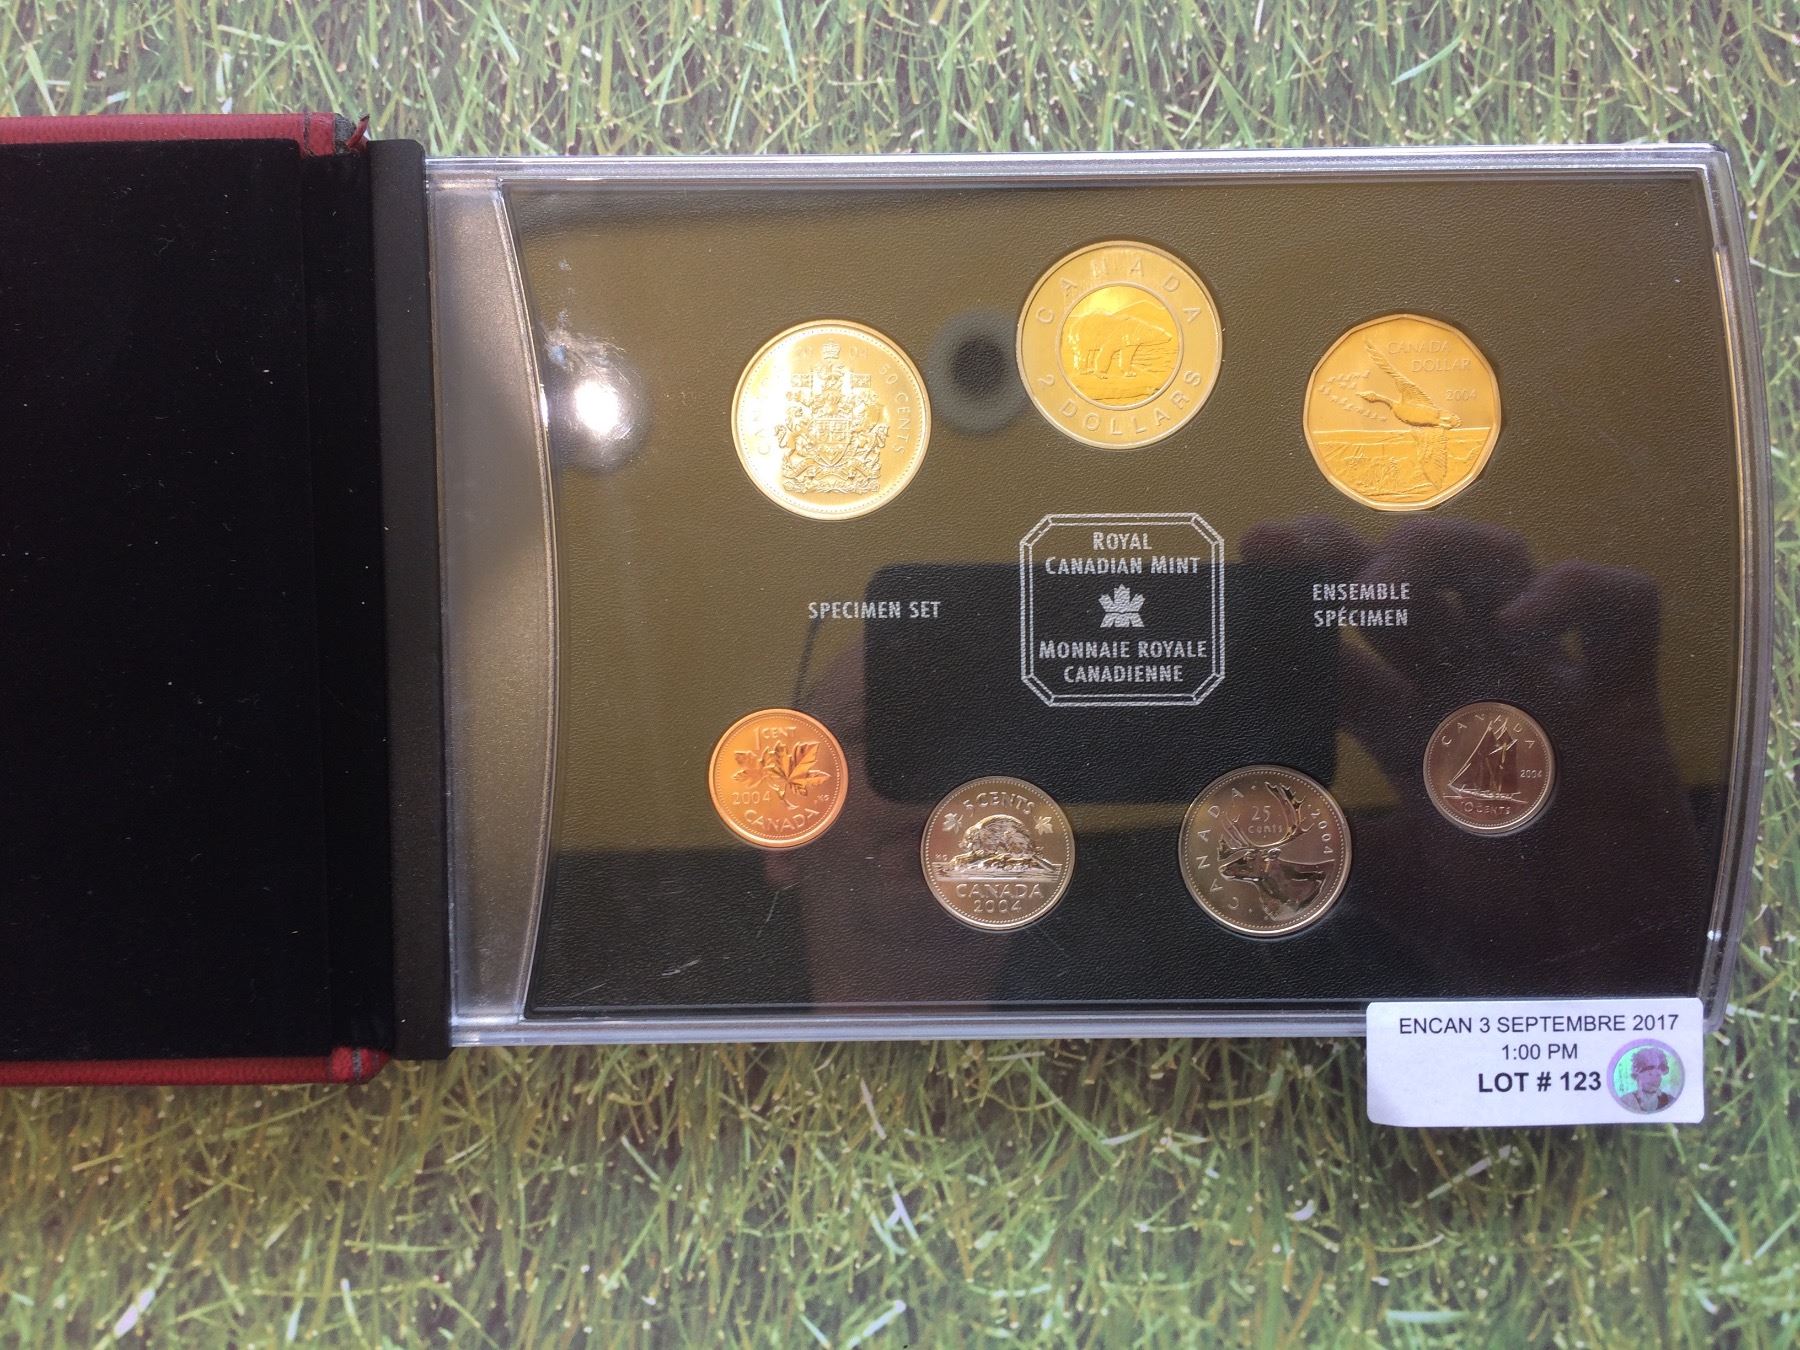 CANADA
2 DOLLARS
2004
50 CENTS
CANADA
DOLLAR
2004
ROYAL
CANADIAN MINT
MONNAIE ROYALE
CANADIENNE
SPECIMEN SET
ENSEMBLE
SPÉCIMEN
1 CENT
2004
CANADA
5 CENTS
CANADA
2004
CANADA
25
cents
2004
CANADA
2004
10 CENTS
ENCAN 3 SEPTEMBRE 2017
1:00 PM
LOT # 123